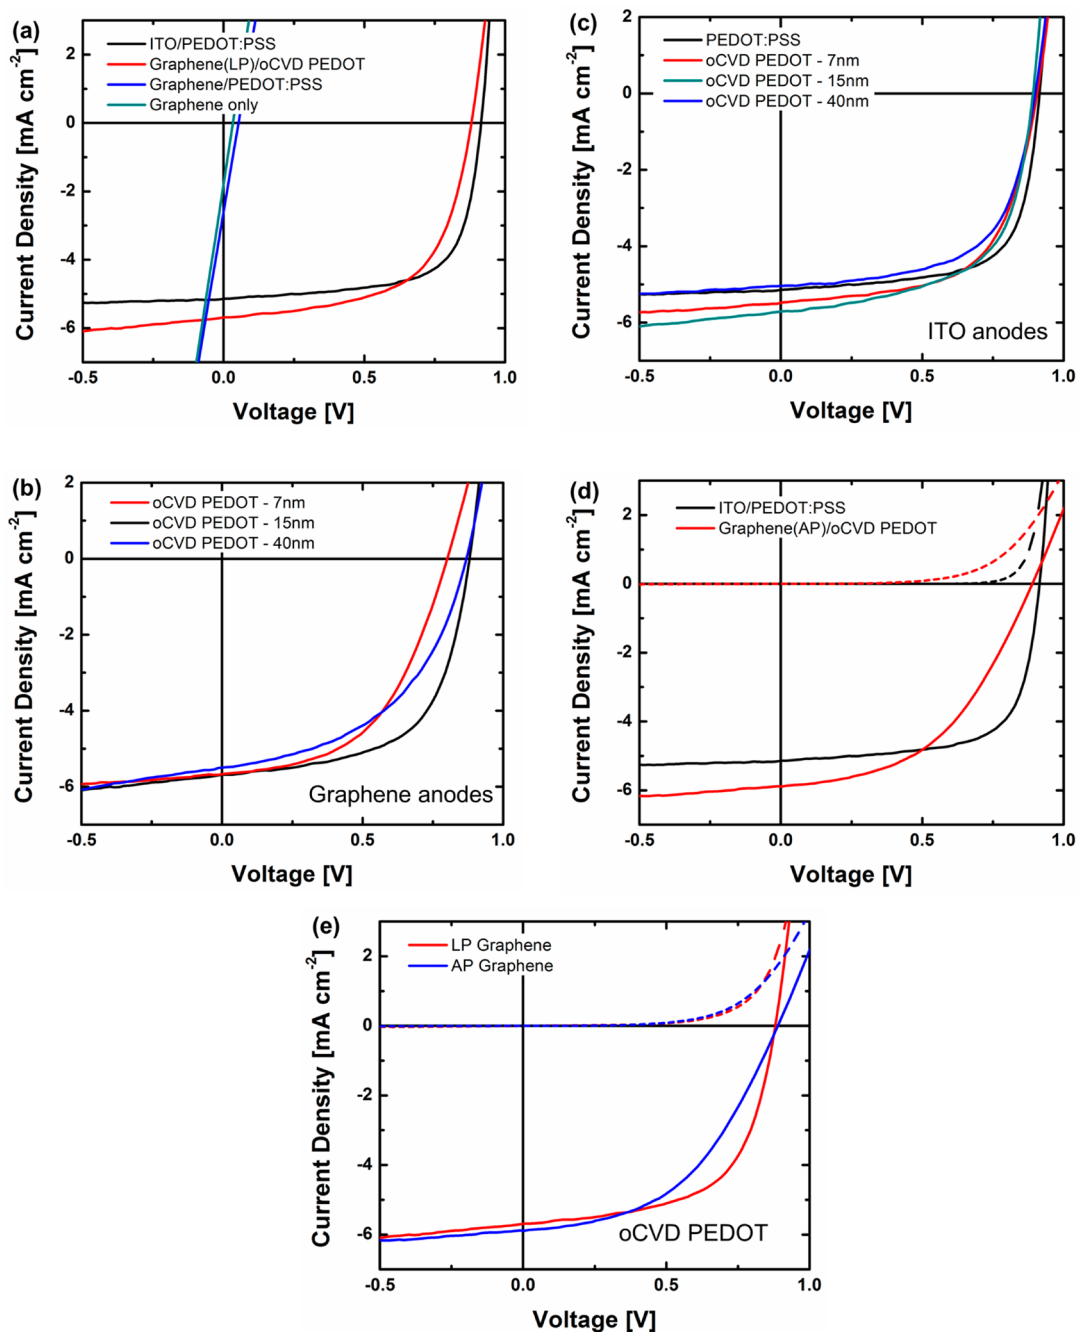 (a)
ITO/PEDOT:PSS
Graphene(LP)/oCVD PEDOT
Graphene/PEDOT:PSS
Graphene only
Current Density [mA cm-2]
2
0
-2
-4
-6
-0.5
0.0
0.5
1.0
Voltage [V]
(c)
PEDOT:PSS
oCVD PEDOT - 7nm
oCVD PEDOT - 15nm
oCVD PEDOT - 40nm
Current Density [mA cm-2]
2
0
-2
-4
-6
ITO anodes
-0.5
0.0
0.5
1.0
Voltage [V]
(b)
oCVD PEDOT - 7nm
oCVD PEDOT - 15nm
oCVD PEDOT - 40nm
Current Density [mA cm-2]
2
0
-2
-4
-6
Graphene anodes
-0.5
0.0
0.5
1.0
Voltage [V]
(d)
ITO/PEDOT:PSS
Graphene(AP)/oCVD PEDOT
Current Density [mA cm-2]
2
0
-2
-4
-6
-0.5
0.0
0.5
1.0
Voltage [V]
(e)
LP Graphene
AP Graphene
Current Density [mA cm-2]
2
0
-2
-4
-6
oCVD PEDOT
-0.5
0.0
0.5
1.0
Voltage [V]